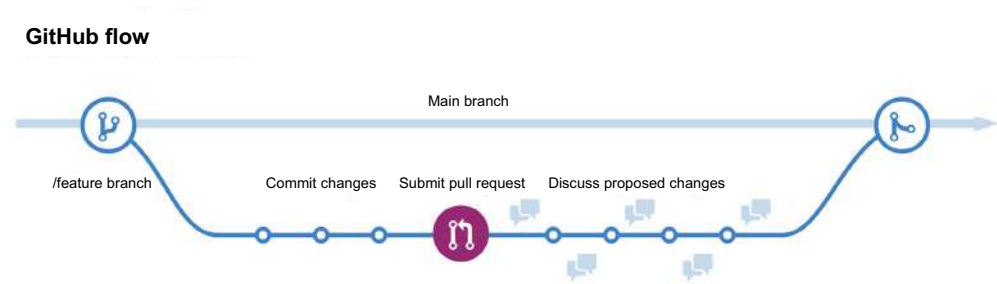 GitHub flow
Main branch
/feature branch
Commit changes
Submit pull request
Discuss proposed changes